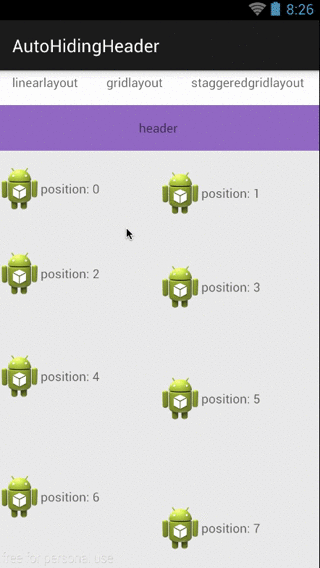 8:26
AutoHidingHeader
linearlayout gridlayout staggeredgridlayout
header
position: 0
position: 1
position: 2
position: 3
position: 4
position: 5
position: 6
position: 7
free for personal use